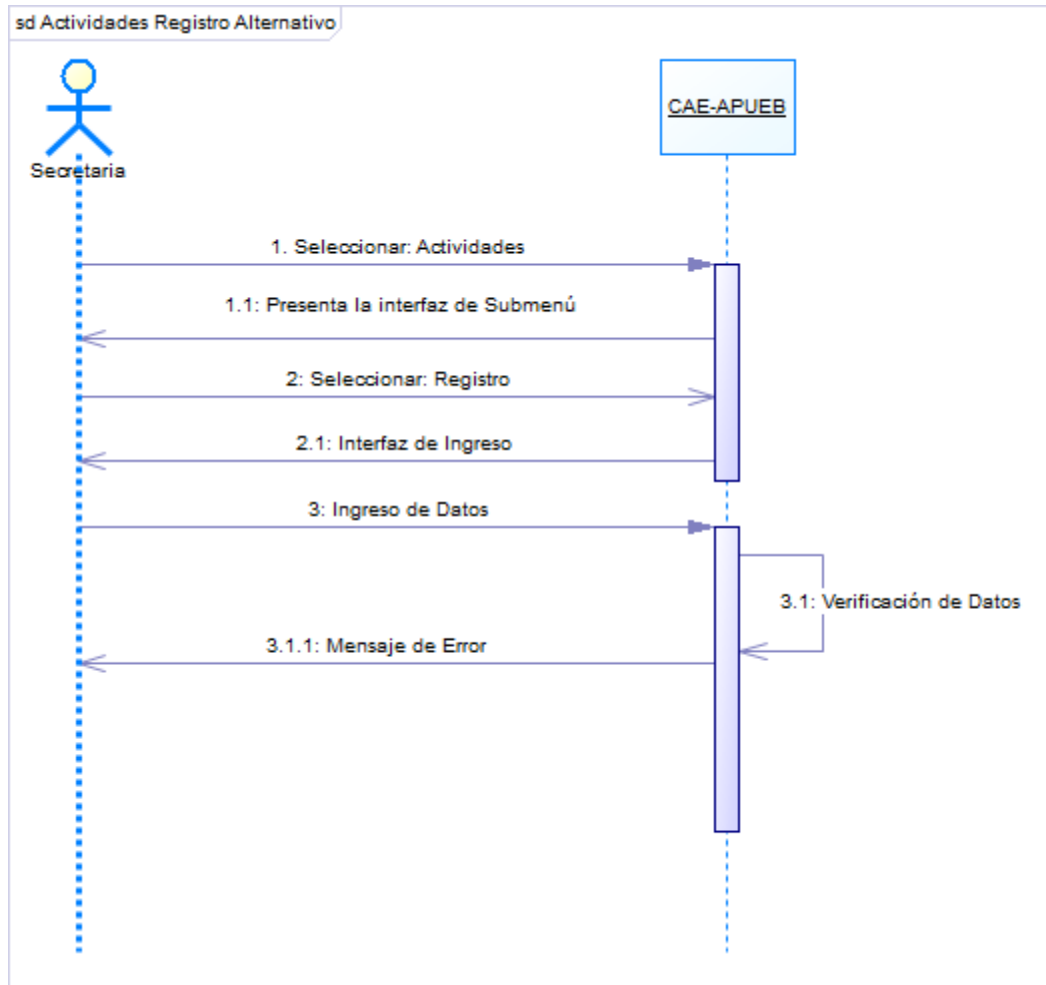 sd Actividades Registro Alternativo
Secretaria
CAE-APUEB
1. Seleccionar: Actividades
1.1: Presenta la interfaz de Submenú
2: Seleccionar: Registro
2.1: Interfaz de Ingreso
3: Ingreso de Datos
3.1: Verificación de Datos
3.1.1: Mensaje de Error